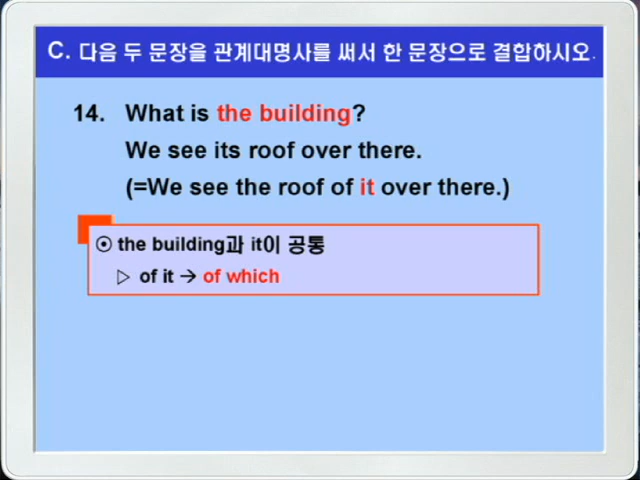 C. 다음 두 문장을 관계대명사를 써서 한 문장으로 결합하시오.
14. What is the building?
We see its roof over there.
(=We see the roof of it over there.)
⊙ the building과 it이 공통
▷ of it → of which